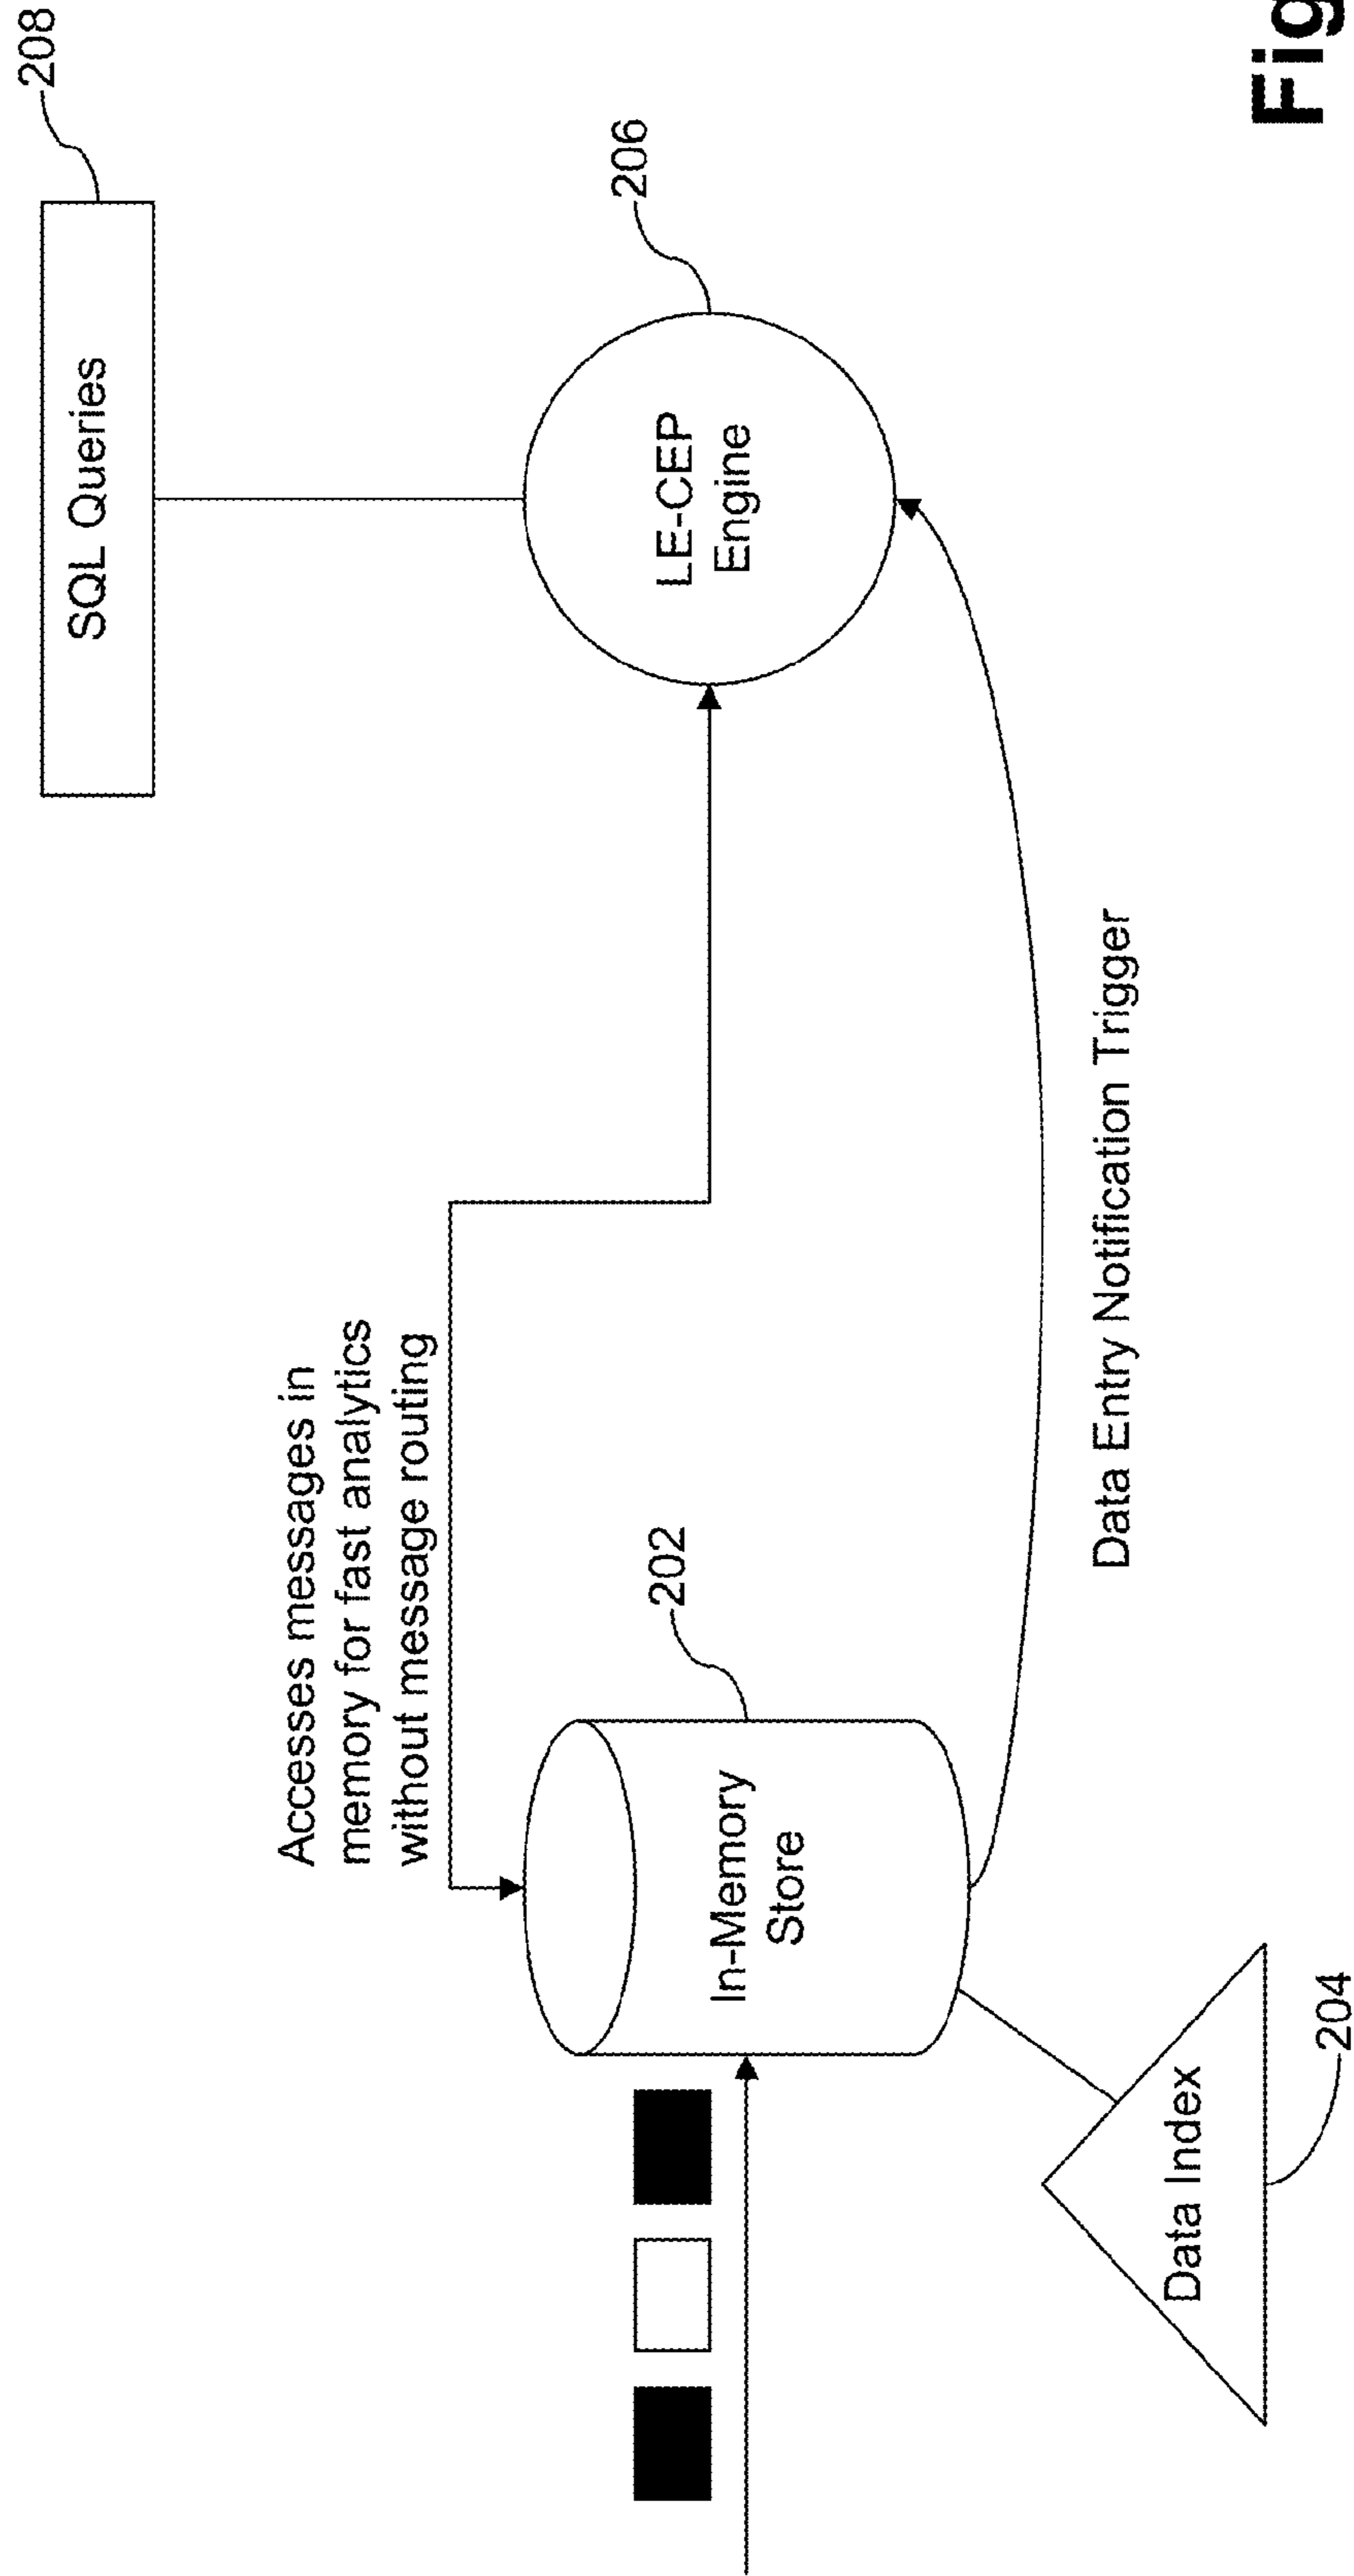 208
SQL Queries
206
LE-CEP
Engine
Accesses messages in
memory for fast analytics
without message routing
202
In-Memory
Store
Data Entry Notification Trigger
Data Index
204
Fig